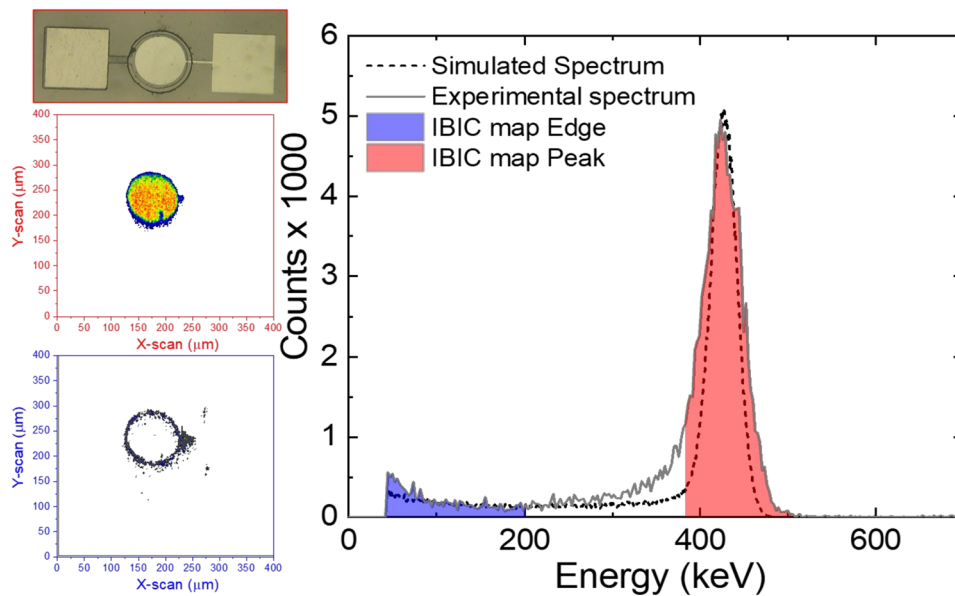 400
350
300
250
200
150
100
50
0
Y-scan (μm)
0 50 100 150 200 250 300 350 400
X-scan (μm)
400
350
300
250
200
150
100
50
0
Y-scan (μm)
0 50 100 150 200 250 300 350 400
X-scan (μm)
6
5
4
3
2
1
0
Counts x 1000
Simulated Spectrum
Experimental spectrum
IBIC map Edge
IBIC map Peak
0 200 400 600
Energy (keV)